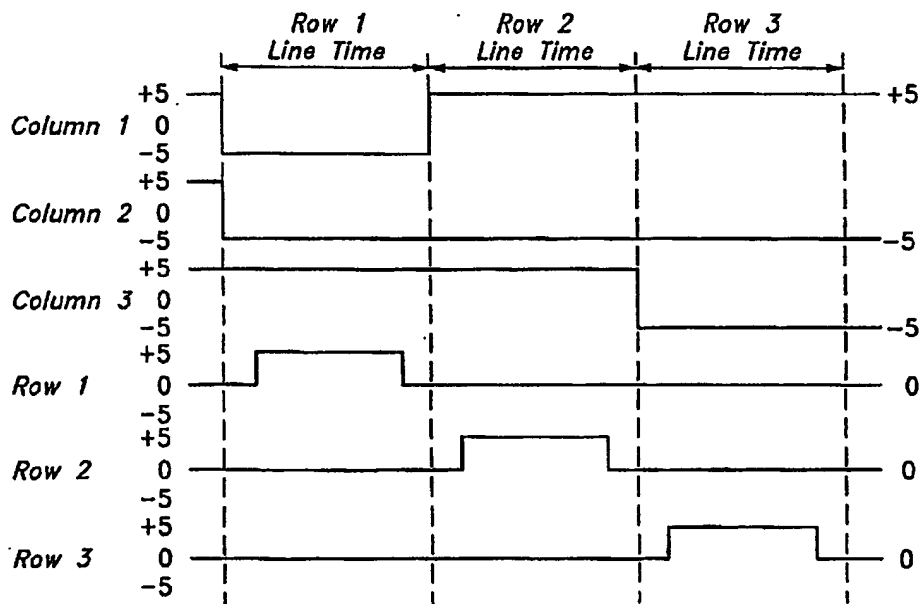 Row 1 Row 2 Row 3
Line Time Line Time Line Time
+5 +5
Column 1 0
-5
+5
Column 2 0
-5 -5
+5
Column 3 0
-5 -5
+5
Row 1 0 0
-5
+5
Row 2 0 0
-5
+5
Row 3 0 0
-5